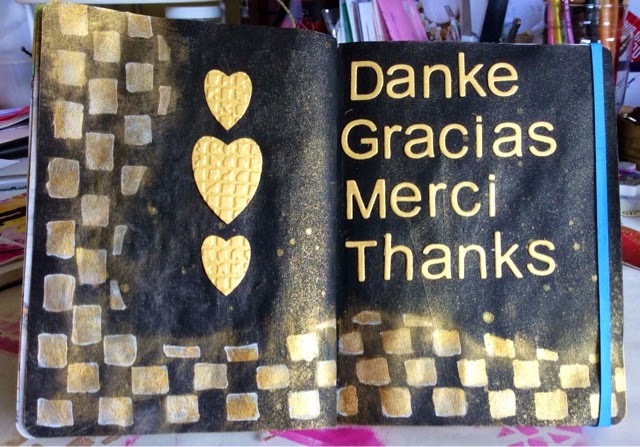 Danke
Gracias
Merci
Thanks